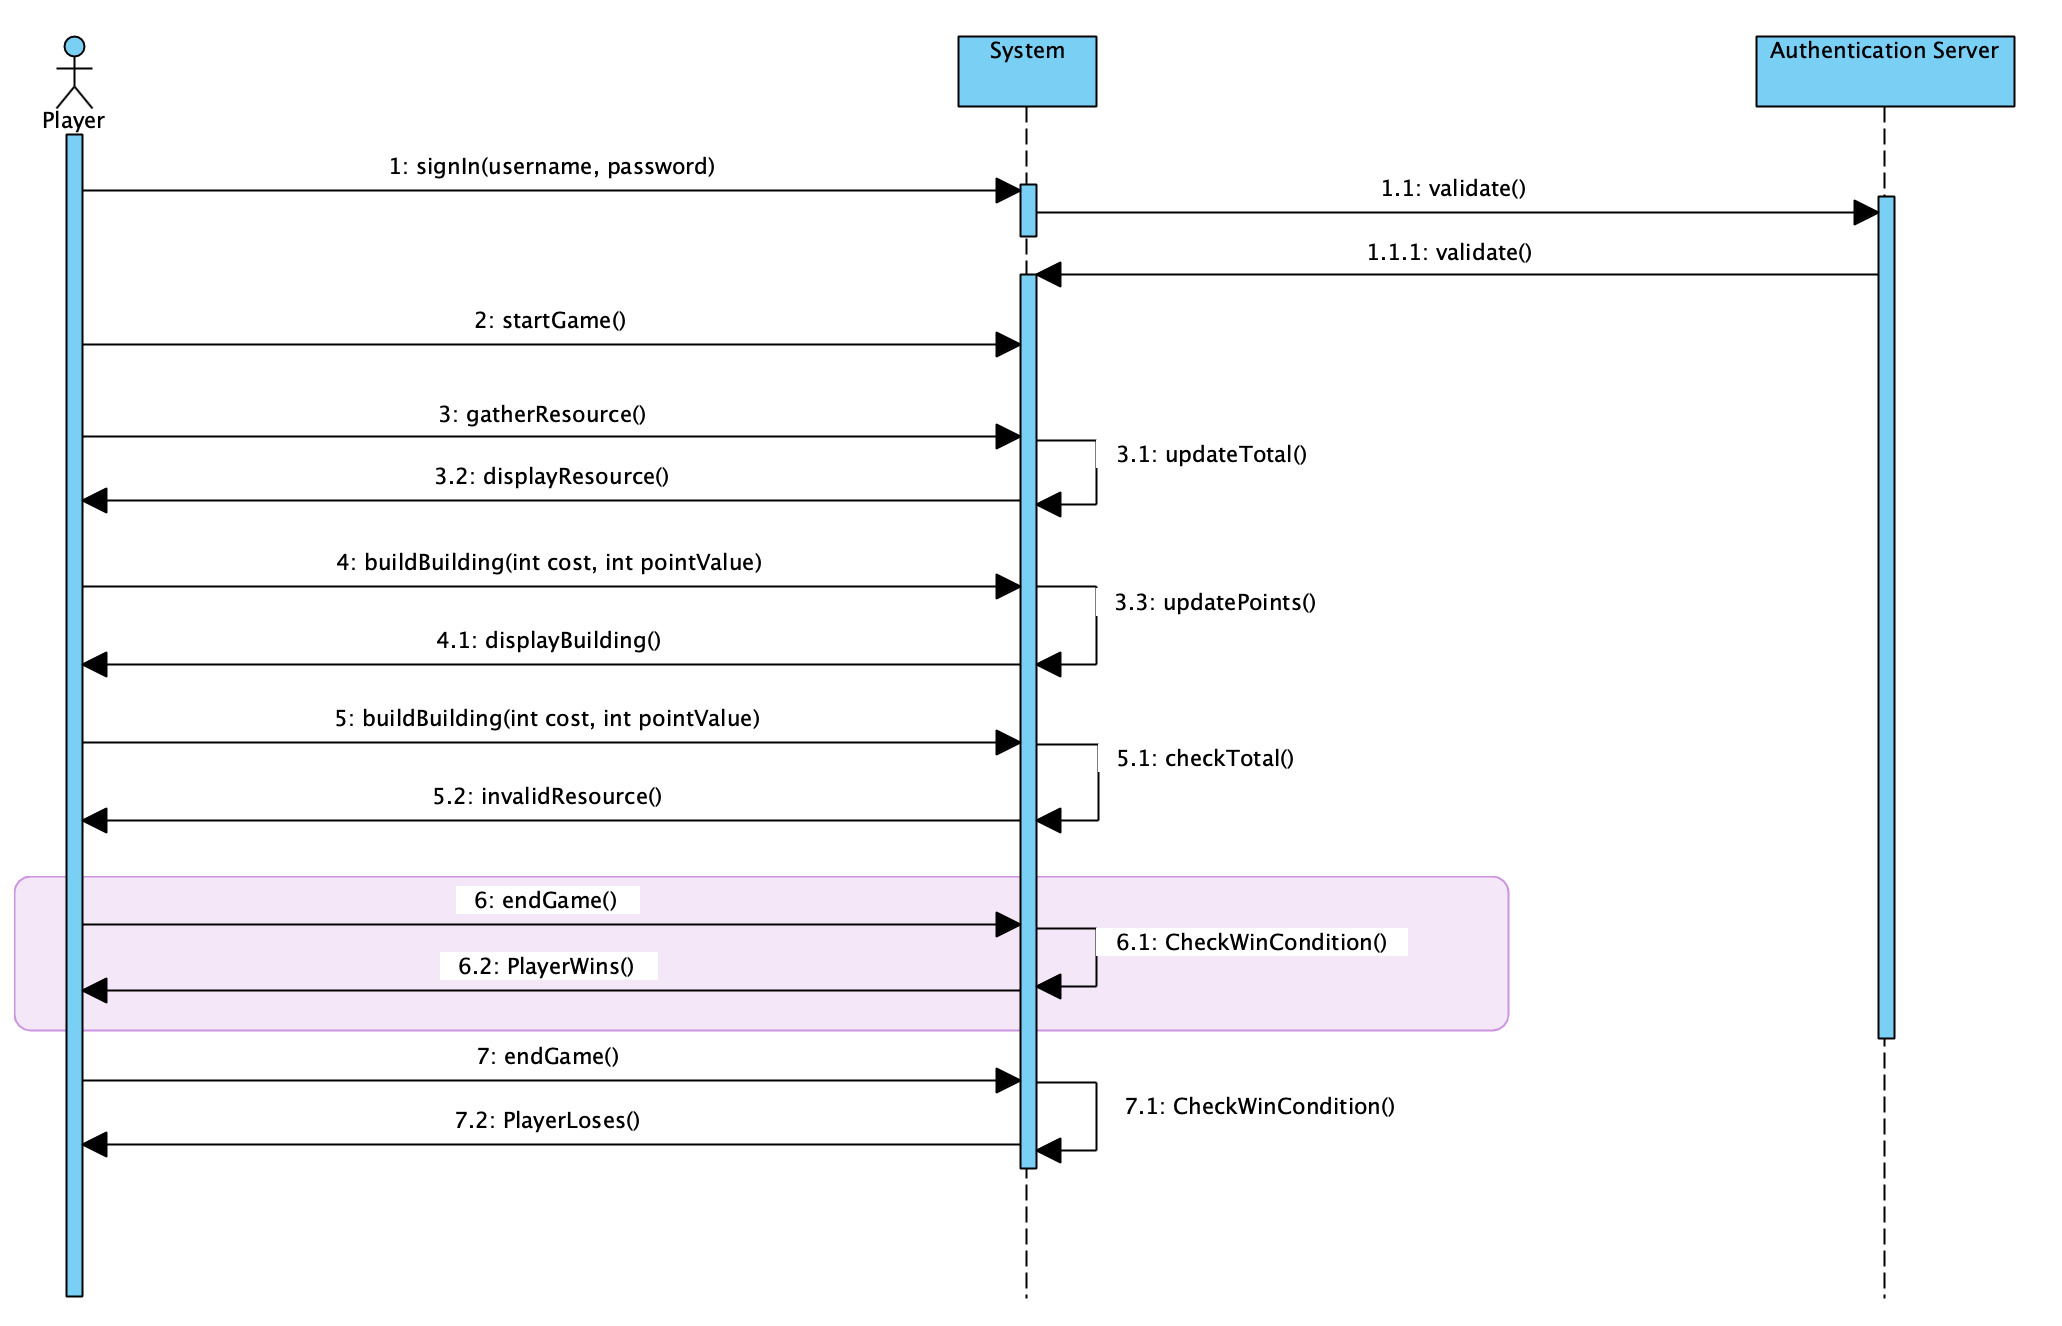 System
Authentication Server
Player
1: signIn(username, password)
1.1: validate()
1.1.1: validate()
2: startGame()
3: gatherResource()
3.1: updateTotal()
3.2: displayResource()
4: buildBuilding(int cost, int pointValue)
3.3: updatePoints()
4.1: displayBuilding()
5: buildBuilding(int cost, int pointValue)
5.1: checkTotal()
5.2: invalidResource()
6: endGame()
6.1: CheckWinCondition()
6.2: PlayerWins()
7: endGame()
7.1: CheckWinCondition()
7.2: PlayerLoses()